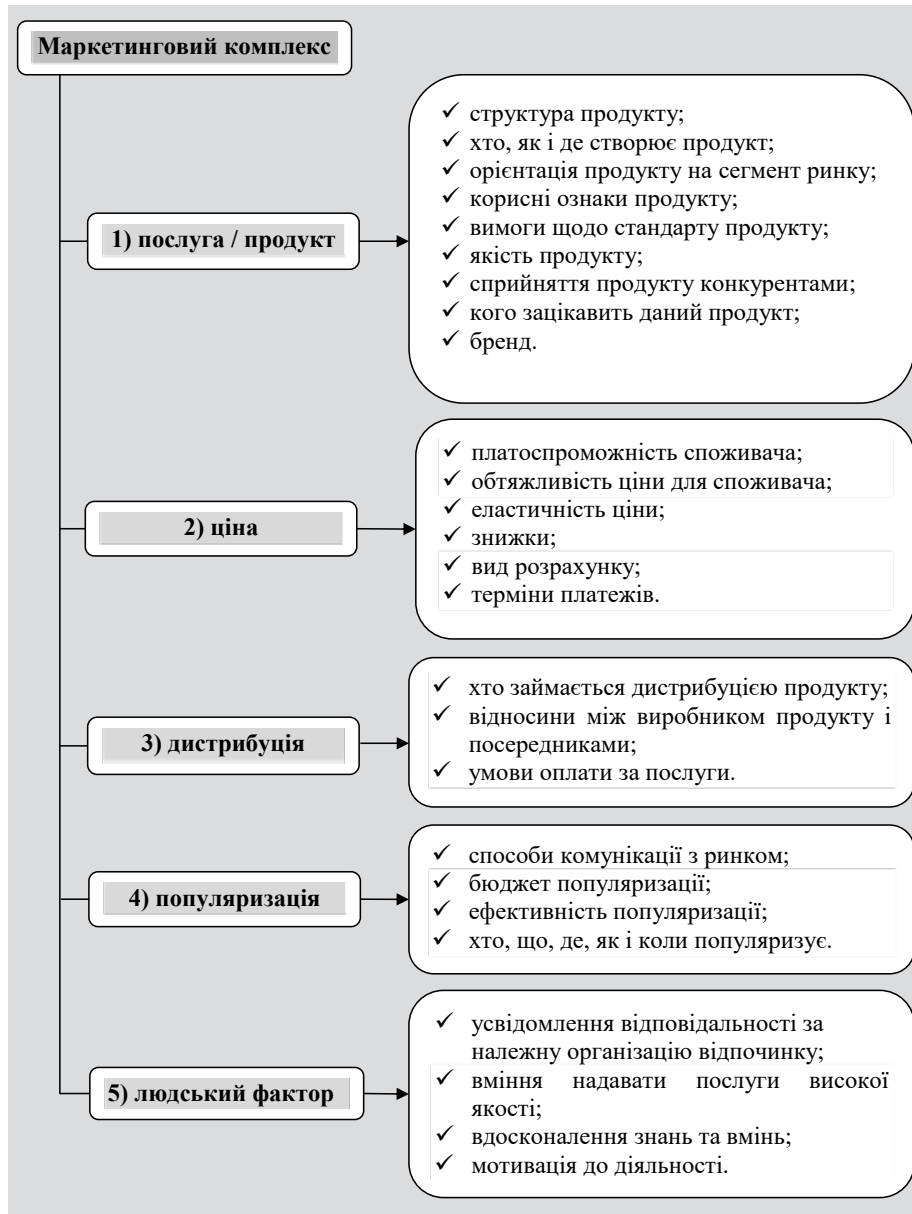 Маркетинговий комплекс
1) послуга / продукт
✓ структура продукту;
✓ хто, як і де створює продукт;
✓ орієнтація продукту на сегмент ринку;
✓ корисні ознаки продукту;
✓ вимоги щодо стандарту продукту;
✓ якість продукту;
✓ сприйняття продукту конкурентами;
✓ кого зацікавить даний продукт;
✓ бренд.
2) ціна
✓ платоспроможність споживача;
✓ обтяжливість ціни для споживача;
✓ еластичність ціни;
✓ знижки;
✓ вид розрахунку;
✓ терміни платежів.
3) дистрибуція
✓ хто займається дистрибуцією продукту;
✓ відносини між виробником продукту і
посередниками;
✓ умови оплати за послуги.
4) популяризація
✓ способи комунікації з ринком;
✓ бюджет популяризації;
✓ ефективність популяризації;
✓ хто, що, де, як і коли популяризує.
5) людський фактор
✓ усвідомлення відповідальності за
належну організацію відпочинку;
✓ вміння надавати послуги високої
якості;
✓ вдосконалення знань та вмінь;
✓ мотивація до діяльності.